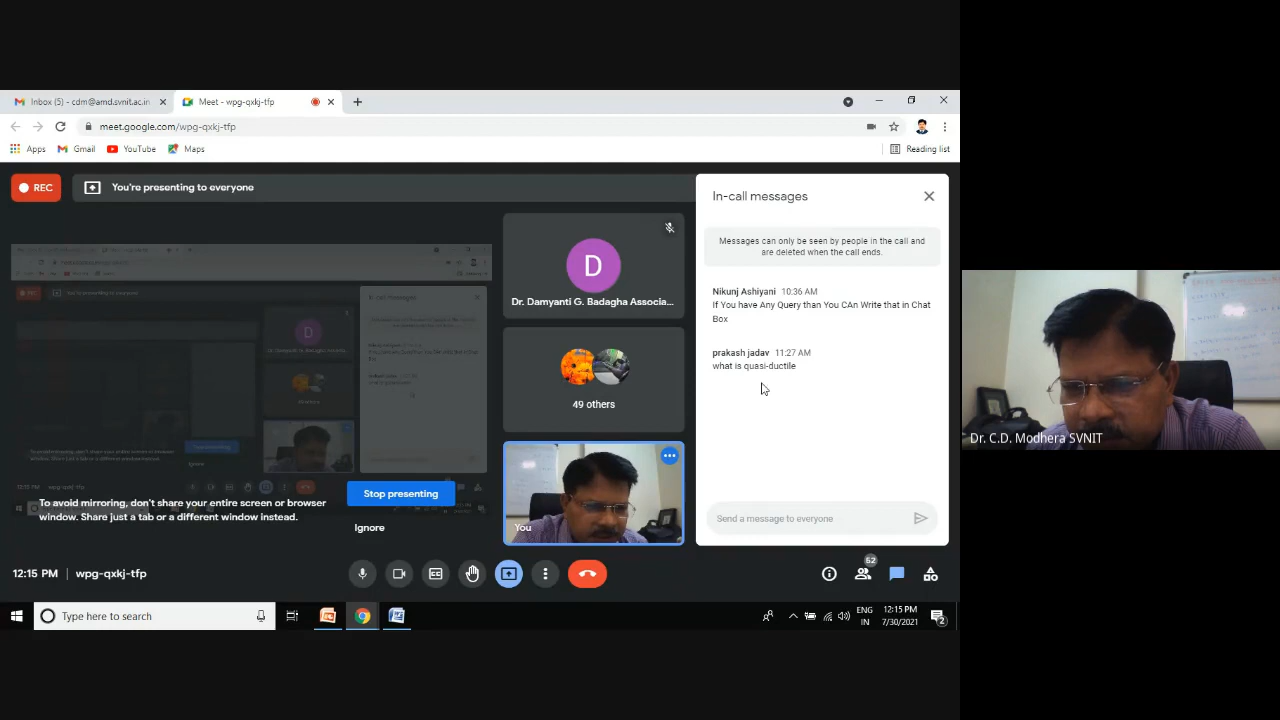 Inbox (5) - cdm@amd.svnit.ac.in
Meet - wpg-qxkj-tfp
meet.google.com/wpg-qxkj-tfp
Apps
Gmail
YouTube
Maps
Reading list
REC
You're presenting to everyone
In-call messages
Messages can only be seen by people in the call and
are deleted when the call ends.
Nikunj Ashiyani 10:36 AM
If You have Any Query than You CAn Write that in Chat
Box
prakash jadav 11:27 AM
what is quasi-ductile
D
Dr. Damyanti G. Badagha Associa...
49 others
You
To avoid mirroring, don't share your entire screen or browser
window. Share just a tab or a different window instead.
Stop presenting
Ignore
Send a message to everyone
Dr. C.D. Modhera SVNIT
12:15 PM | wpg-qxkj-tfp
52
Type here to search
ENG
IN
12:15 PM
7/30/2021
2